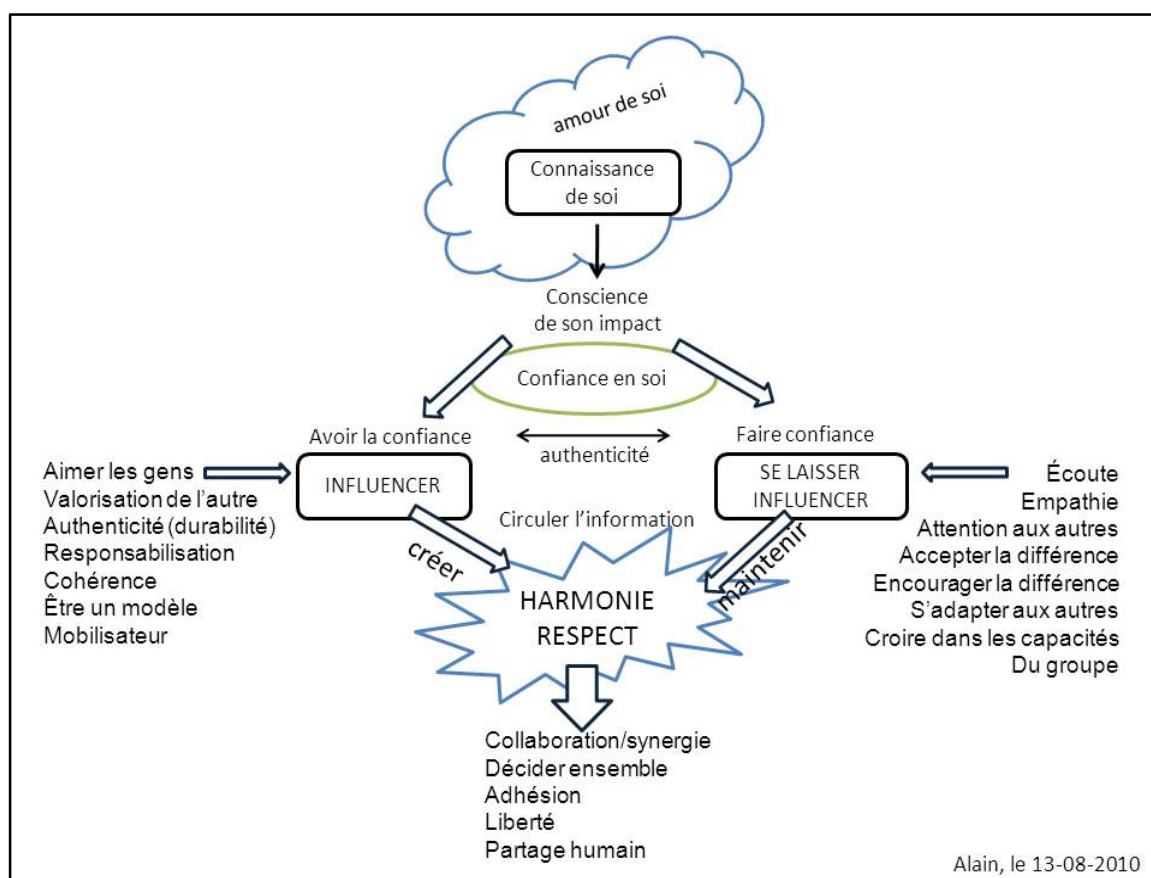 amour de soi
Connaissance
de soi
Conscience
de son impact
Confiance en soi
Avoir la confiance
authenticité
Faire confiance
INFLUENCER
SE LAISSER
INFLUENCER
Aimer les gens
Valorisation de l'autre
Authenticité (durabilité)
Responsabilisation
Cohérence
Être un modèle
Mobilisateur
Écoute
Empathie
Attention aux autres
Accepter la différence
Encourager la différence
S'adapter aux autres
Croire dans les capacités
Du groupe
Circuler l'information
créer
maintenir
HARMONIE
RESPECT
Collaboration/synergie
Décider ensemble
Adhésion
Liberté
Partage humain
Alain, le 13-08-2010